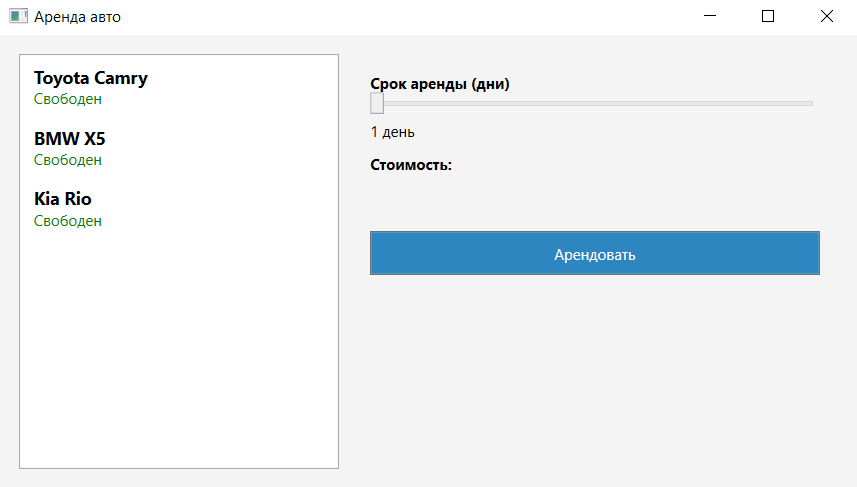 Аренда авто
Toyota Camry
Свободен
BMW X5
Свободен
Kia Rio
Свободен
Срок аренды (дни)
1 день
Стоимость:
Арендовать